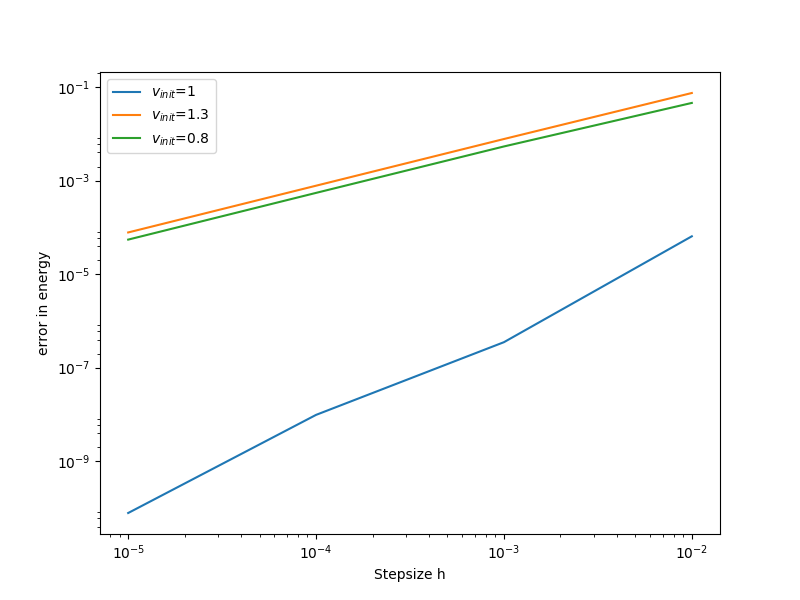 v_init=1
v_init=1.3
v_init=0.8
10^-1
10^-3
10^-5
10^-7
10^-9
error in energy
10^-5 10^-4 10^-3 10^-2
Stepsize h